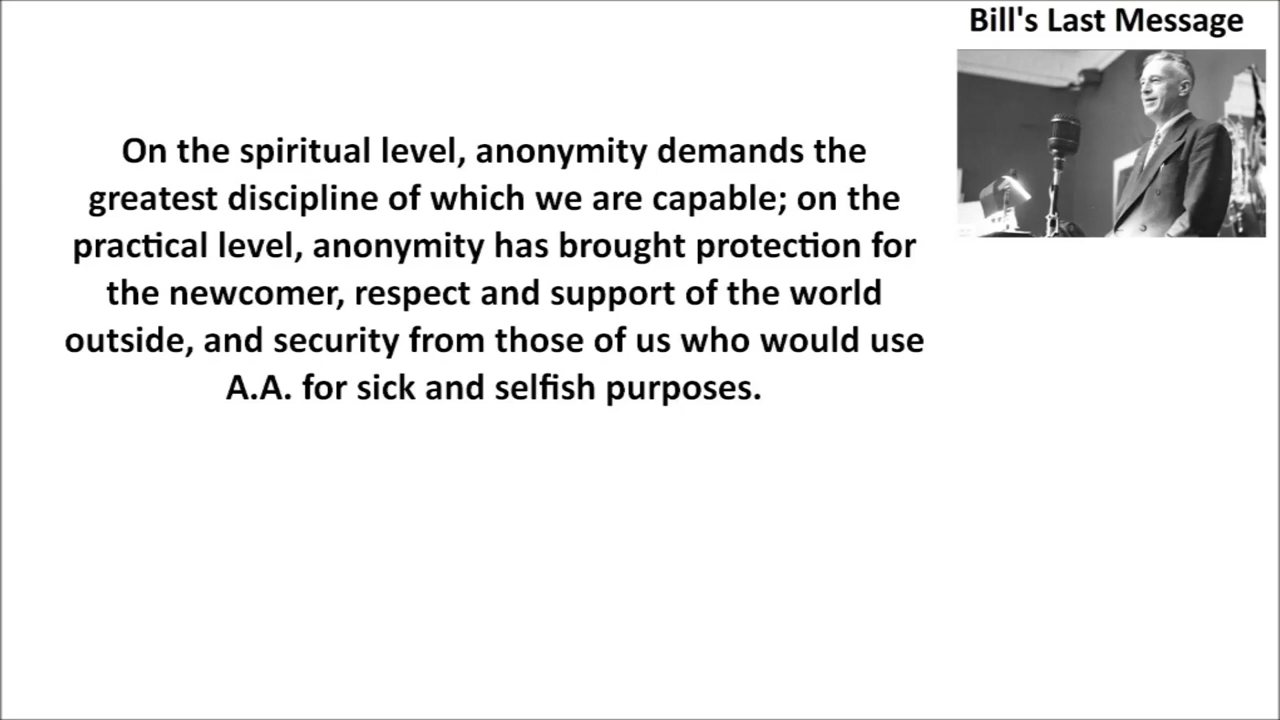 Bill's Last Message
On the spiritual level, anonymity demands the
greatest discipline of which we are capable; on the
practical level, anonymity has brought protection for
the newcomer, respect and support of the world
outside, and security from those of us who would use
A.A. for sick and selfish purposes.